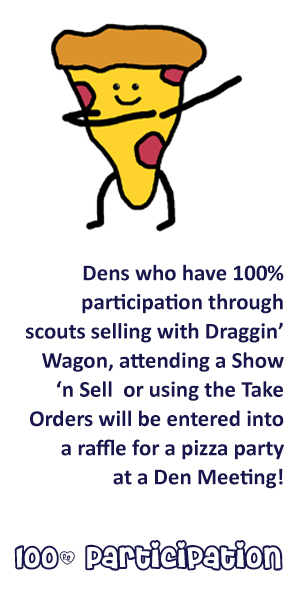 Dens who have 100%
participation through
scouts selling with Draggin’
Wagon, attending a Show
‘n Sell  or using the Take
Orders will be entered into
a raffle for a pizza party
at a Den Meeting!
100% Participation